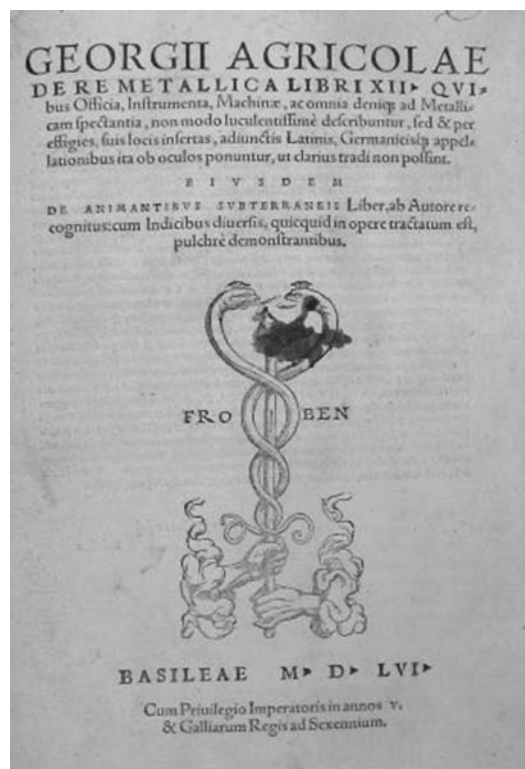 GEORGII AGRICOLAE
DE RE METALLICA LIBRI XII▸ QVI⸗
bus Officia, Inſtrumenta, Machinæ, ac omnia deniqꝫ ad Metalli⸗
cam ſpectantia, non modo luculentiſſimè deſcribuntur, ſed & per
effigies, ſuis locis inſertas, adiunctis Latinis, Germanicisqꝫ appel⸗
lationibus ita ob oculos ponuntur, ut clarius tradi non poſſint.
EIVSDEM
DE ANIMANTIBVS SVBTERRANEIS Liber, ab Autore re⸗
cognitus: cum Indicibus diuerſis, quicquid in opere tractatum eſt,
pulchrè demonſtrantibus.
FRO BEN
BASILEAE M▸ D▸ LVI▸
Cum Priuilegio Imperatoris in annos v.
& Galliarum Regis ad Sexennium.